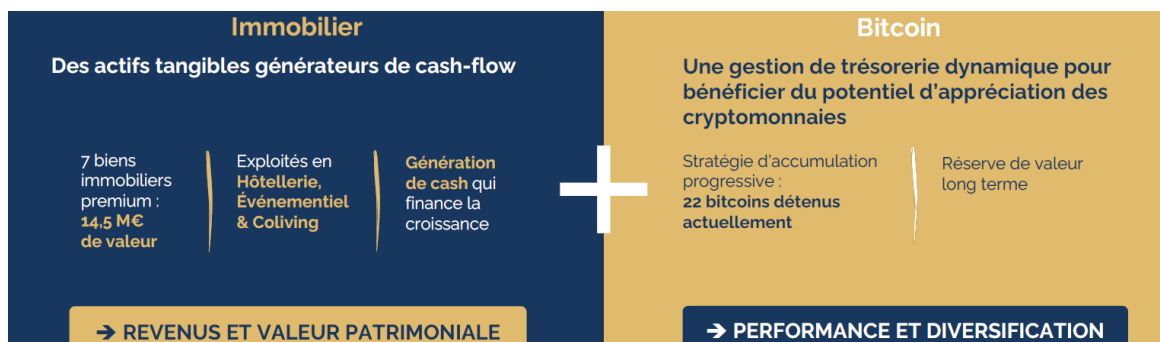 Immobilier
Des actifs tangibles générateurs de cash-flow
7 biens
immobiliers
premium :
14,5 M€
de valeur
Exploités en
Hôtellerie,
Événementiel
& Coliving
Génération
de cash qui
finance la
croissance
➔ REVENUS ET VALEUR PATRIMONIALE
Bitcoin
Une gestion de trésorerie dynamique pour
bénéficier du potentiel d'appréciation des
cryptomonnaies
Stratégie d'accumulation
progressive :
22 bitcoins détenus
actuellement
Réserve de valeur
long terme
➔ PERFORMANCE ET DIVERSIFICATION